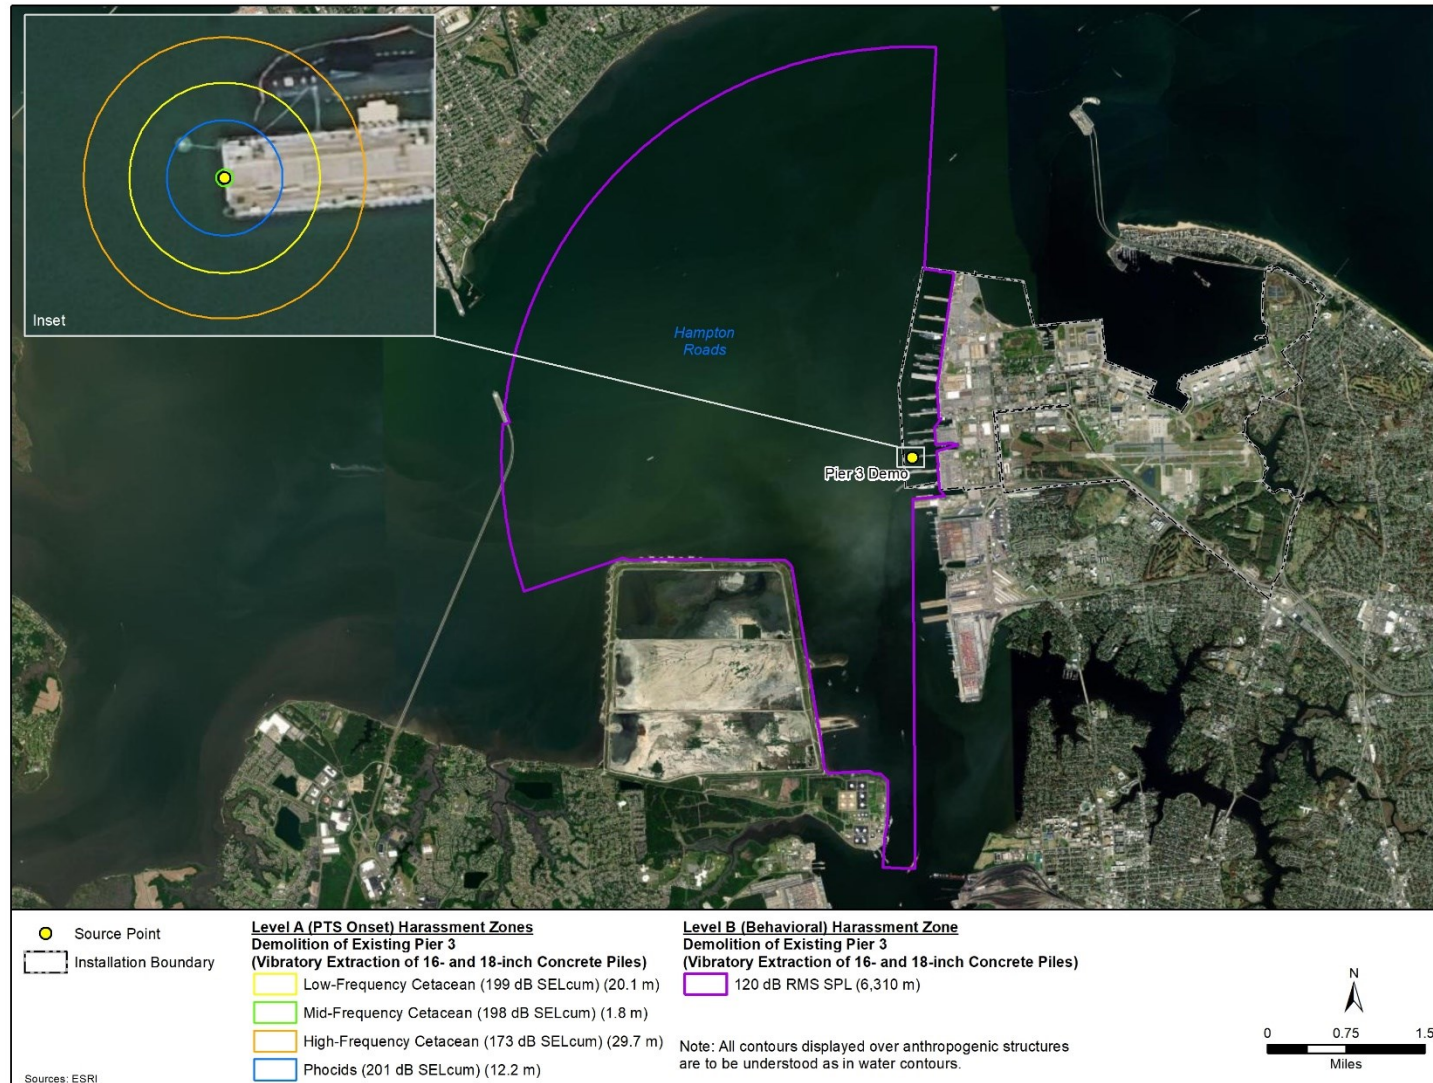 Inset
Hampton
Roads
Pier 3 Demo
Source Point
Installation Boundary
Level A (PTS Onset) Harassment Zones
Demolition of Existing Pier 3
(Vibratory Extraction of 16- and 18-inch Concrete Piles)
Low-Frequency Cetacean (199 dB SELcum) (20.1 m)
Mid-Frequency Cetacean (198 dB SELcum) (1.8 m)
High-Frequency Cetacean (173 dB SELcum) (29.7 m)
Phocids (201 dB SELcum) (12.2 m)
Level B (Behavioral) Harassment Zone
Demolition of Existing Pier 3
(Vibratory Extraction of 16- and 18-inch Concrete Piles)
120 dB RMS SPL (6,310 m)
Note: All contours displayed over anthropogenic structures
are to be understood as in water contours.
N
0 0.75 1.5
Miles
Sources: ESRI